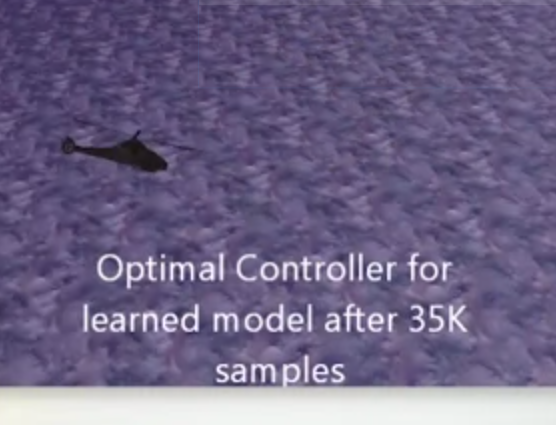 Optimal Controller for
learned model after 35K
samples